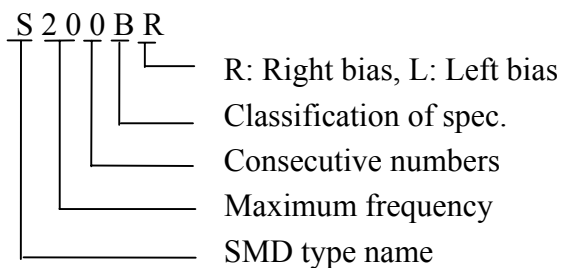 S 2 0 0 B R
R: Right bias, L: Left bias
Classification of spec.
Consecutive numbers
Maximum frequency
SMD type name